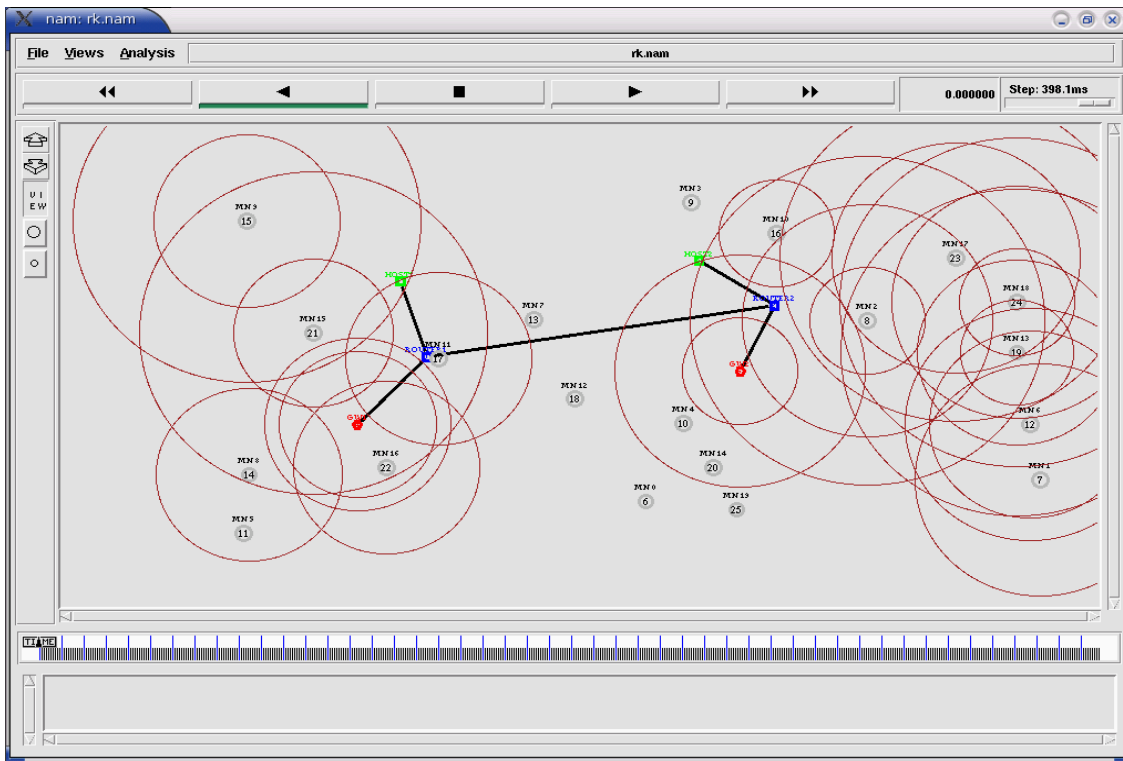 nam: rk.nam
File Views Analysis rk.nam
0.000000 Step: 398.1ms
V I
E W
MN 3
9
MN 9
15
MN 10
16
MN 17
23
HOST
MN 18
24
MN 7
13
ROUTER2
MN 2
8
MN 15
21
MN 11
17
MN 13
19
MN 12
18
MN 4
10
MN 6
12
MN 16
22
MN 14
20
MN 8
14
MN 1
7
MN 0
6
MN 19
25
MN 5
11
TIME